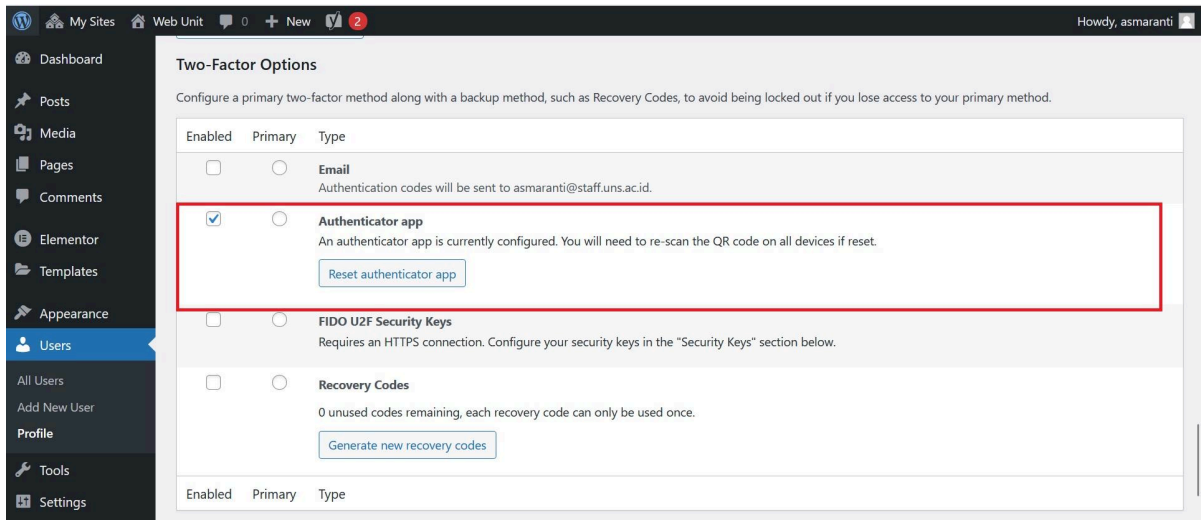 My Sites Web Unit 0 New 2 Howdy, asmaranti
Dashboard
Posts
Media
Pages
Comments
Elementor
Templates
Appearance
Users
All Users
Add New User
Profile
Tools
Settings
Two-Factor Options
Configure a primary two-factor method along with a backup method, such as Recovery Codes, to avoid being locked out if you lose access to your primary method.
Enabled Primary Type
Email
Authentication codes will be sent to asmaranti@staff.uns.ac.id.
Authenticator app
An authenticator app is currently configured. You will need to re-scan the QR code on all devices if reset.
Reset authenticator app
FIDO U2F Security Keys
Requires an HTTPS connection. Configure your security keys in the "Security Keys" section below.
Recovery Codes
0 unused codes remaining, each recovery code can only be used once.
Generate new recovery codes
Enabled Primary Type